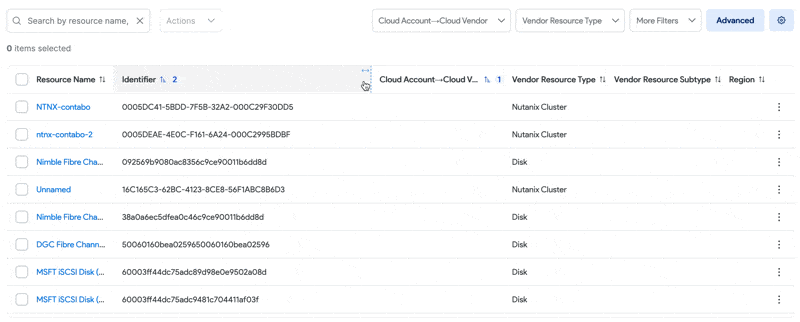 Search by resource name,
Actions
Cloud Account→Cloud Vendor
Vendor Resource Type
More Filters
Advanced
0 items selected
Resource Name
Identifier 2
Cloud Account→Cloud V... 1
Vendor Resource Type
Vendor Resource Subtype
Region
NTNX-contabo 0005DC41-5BDD-7F5B-32A2-000C29F30DD5 Nutanix Cluster
ntnx-contabo-2 0005DEAE-4E0C-F161-6A24-000C2995BDBF Nutanix Cluster
Nimble Fibre Cha... 092569b9080ac8356c9ce90011b6dd8d Disk
Unnamed 16C165C3-62BC-4123-8CE8-56F1ABC8B6D3 Nutanix Cluster
Nimble Fibre Cha... 38a0a6ec5dfea0c46c9ce90011b6dd8d Disk
DGC Fibre Chann... 50060160bea0259650060160bea02596 Disk
MSFT iSCSI Disk (... 60003ff44dc75adc89d98e0e9502a08d Disk
MSFT iSCSI Disk (... 60003ff44dc75adc9481c704411af03f Disk